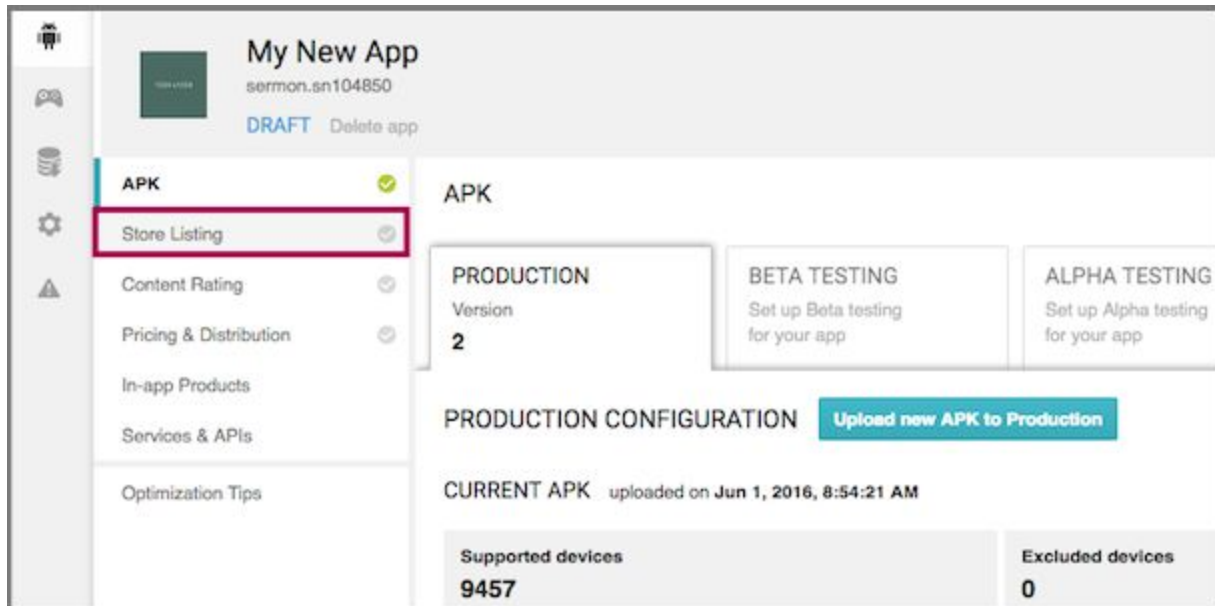 My New App
sermon.sn104850
DRAFT Delete app
APK
Store Listing
Content Rating
Pricing & Distribution
In-app Products
Services & APIs
Optimization Tips
APK
PRODUCTION
Version
2
BETA TESTING
Set up Beta testing
for your app
ALPHA TESTING
Set up Alpha testing
for your app
PRODUCTION CONFIGURATION Upload new APK to Production
CURRENT APK uploaded on Jun 1, 2016, 8:54:21 AM
Supported devices
9457
Excluded devices
0